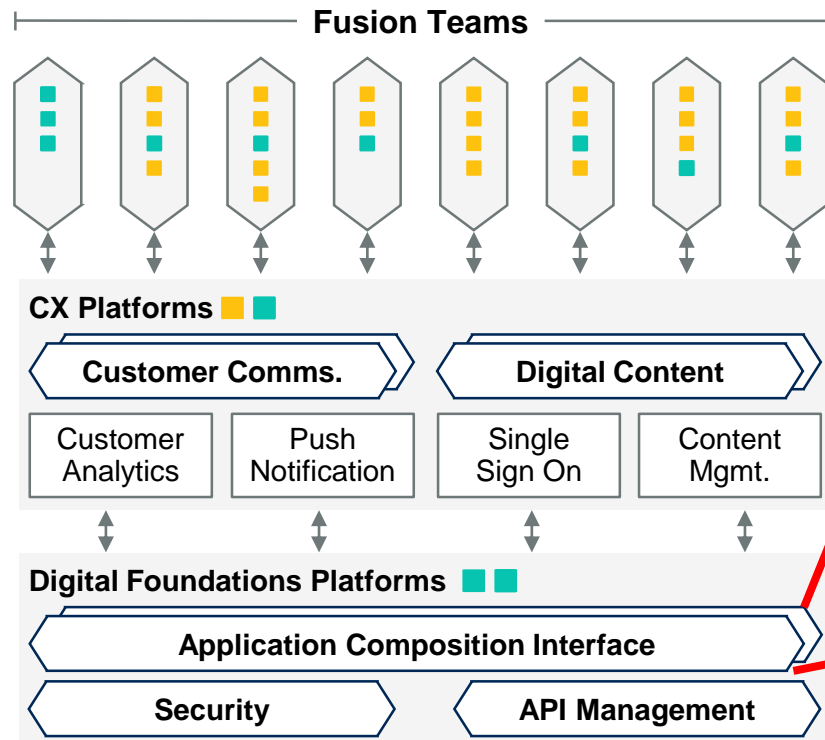 Fusion Teams
CX Platforms
Customer Comms.
Digital Content
Customer
Analytics
Push
Notification
Single
Sign On
Content
Mgmt.
Digital Foundations Platforms
Application Composition Interface
Security
API Management